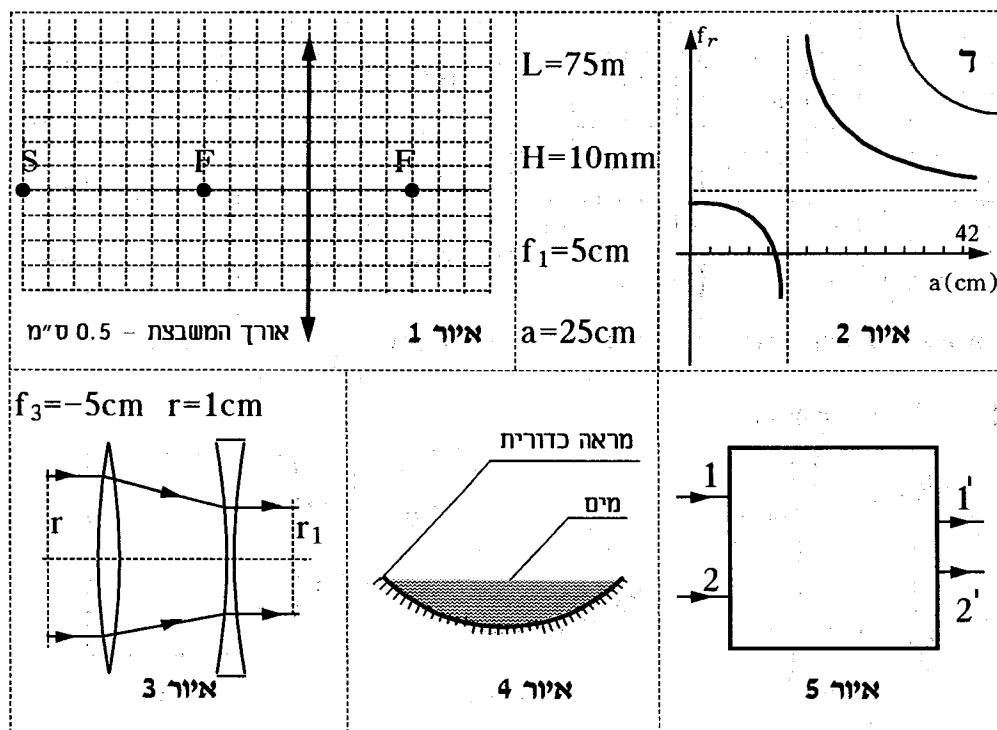 S F F
אורך המשבצת - 0.5 ס"מ
איור 1
L=75m
H=10mm
f₁=5cm
a=25cm
fᵣ
ד
42
a(cm)
איור 2
f₃=-5cm r=1cm
r
r₁
איור 3
מראה כדורית
מים
איור 4
1
2
1'
2'
איור 5